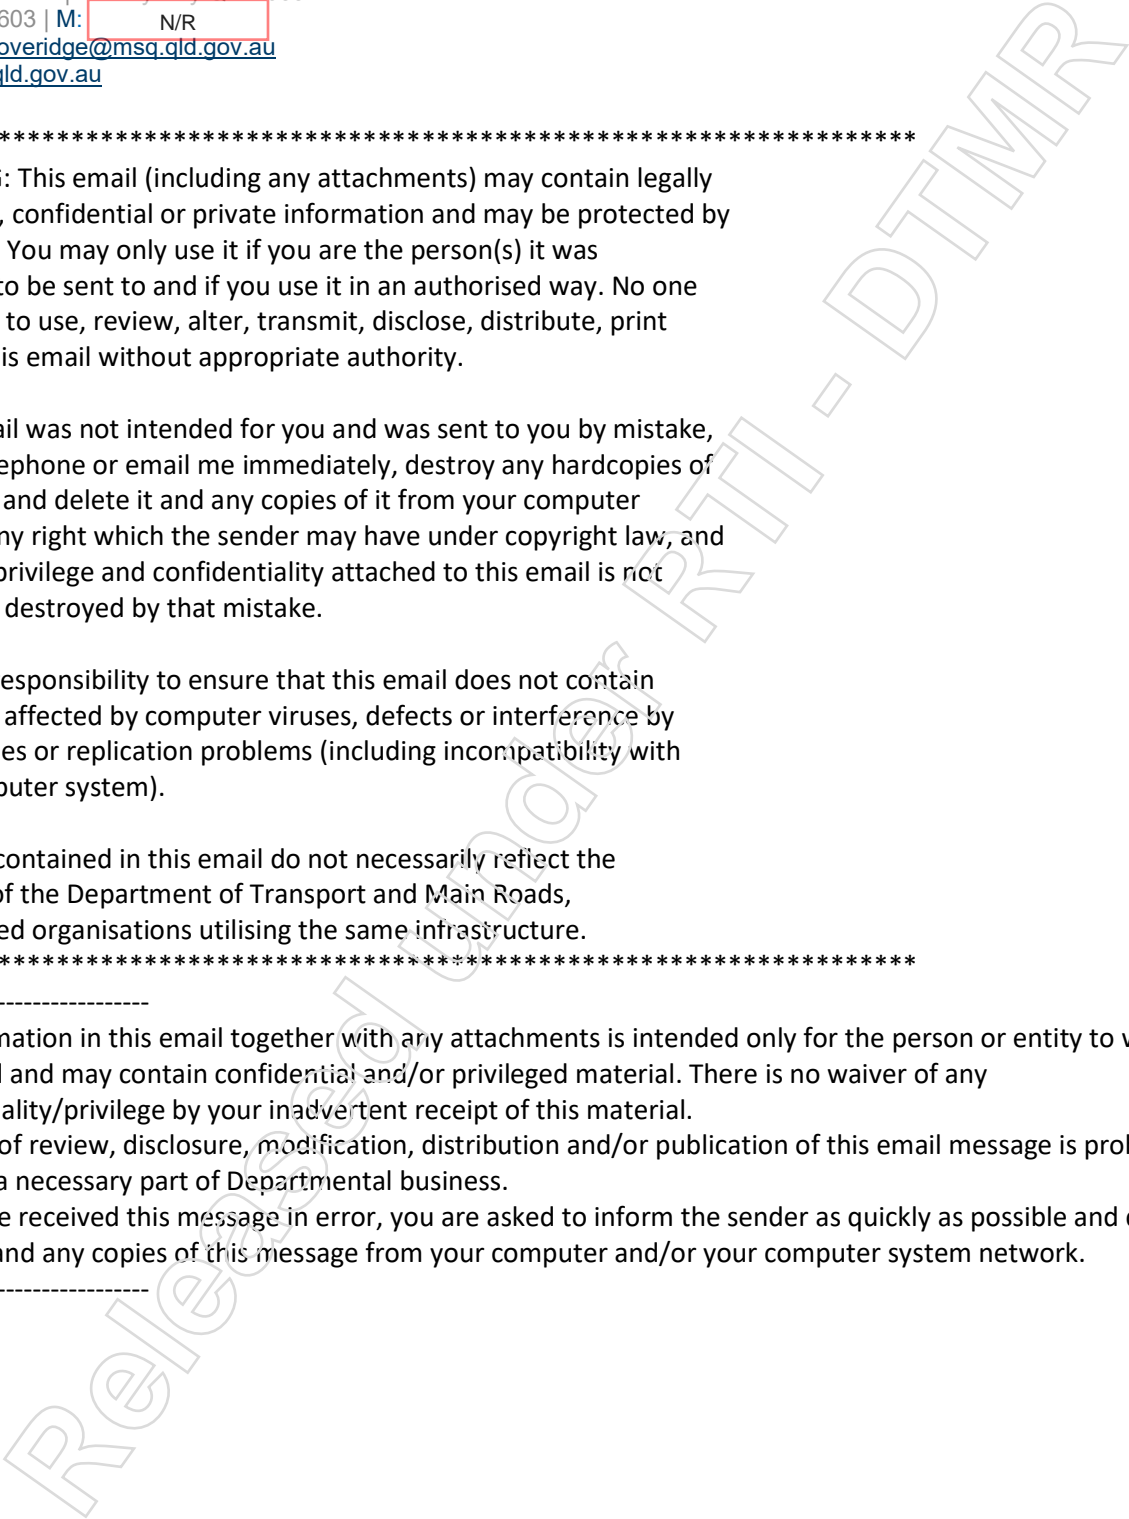 603 | M: N/R
overidge@msq.qld.gov.au
qld.gov.au
****************************************************************
G: This email (including any attachments) may contain legally
, confidential or private information and may be protected by
. You may only use it if you are the person(s) it was
to be sent to and if you use it in an authorised way. No one
to use, review, alter, transmit, disclose, distribute, print
is email without appropriate authority.
ail was not intended for you and was sent to you by mistake,
ephone or email me immediately, destroy any hardcopies of
and delete it and any copies of it from your computer
ny right which the sender may have under copyright law, and
privilege and confidentiality attached to this email is not
destroyed by that mistake.
esponsibility to ensure that this email does not contain
affected by computer viruses, defects or interference by
es or replication problems (including incompatibility with
puter system).
contained in this email do not necessarily reflect the
of the Department of Transport and Main Roads,
ed organisations utilising the same infrastructure.
****************************************************************
-----------------
mation in this email together with any attachments is intended only for the person or entity to w
d and may contain confidential and/or privileged material. There is no waiver of any
ality/privilege by your inadvertent receipt of this material.
of review, disclosure, modification, distribution and/or publication of this email message is prol
a necessary part of Departmental business.
e received this message in error, you are asked to inform the sender as quickly as possible and
and any copies of this message from your computer and/or your computer system network.
-----------------
Released under RTI - DTMR